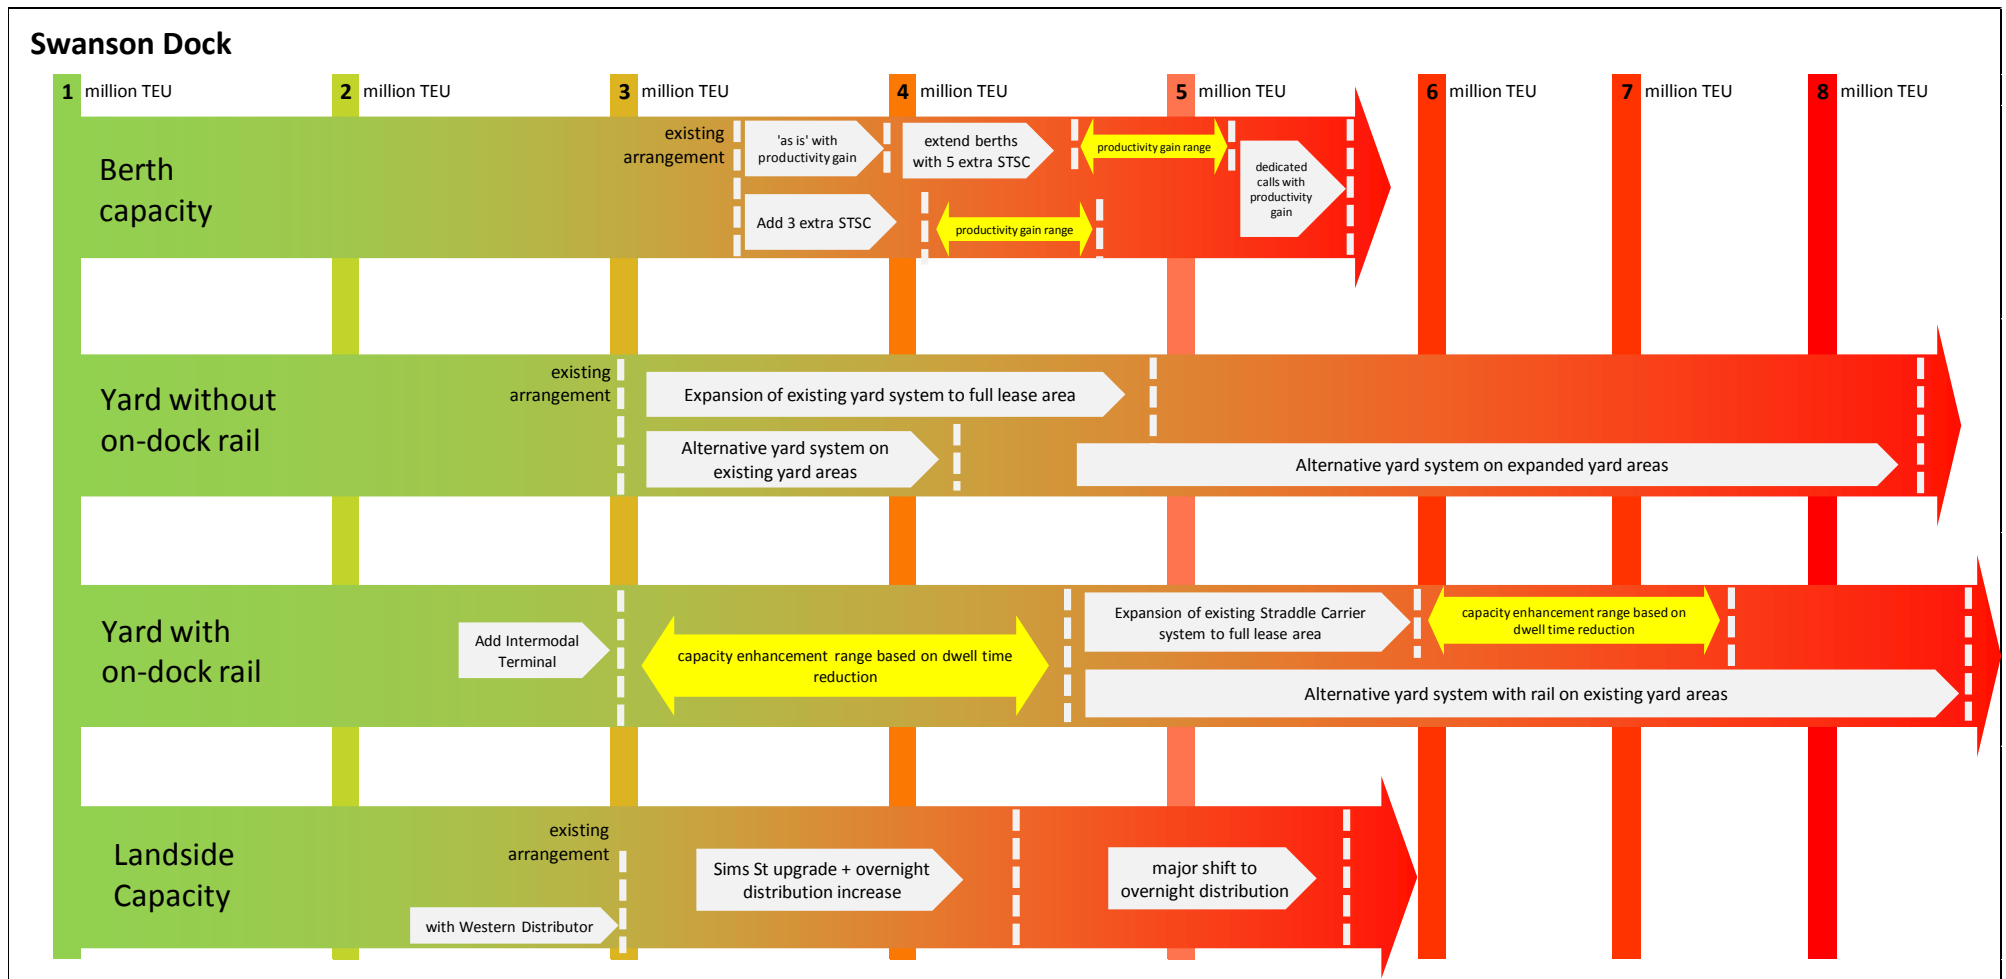 Swanson Dock
1 million TEU
2 million TEU
3 million TEU
4 million TEU
5 million TEU
6 million TEU
7 million TEU
8 million TEU
Berth
capacity
existing
arrangement
'as is' with
productivity gain
extend berths
with 5 extra STSC
productivity gain range
dedicated
calls with
productivity
gain
Add 3 extra STSC
productivity gain range
Yard without
on-dock rail
existing
arrangement
Expansion of existing yard system to full lease area
Alternative yard system on
existing yard areas
Alternative yard system on expanded yard areas
Yard with
on-dock rail
Add Intermodal
Terminal
capacity enhancement range based on dwell time
reduction
Expansion of existing Straddle Carrier
system to full lease area
capacity enhancement range based on
dwell time reduction
Alternative yard system with rail on existing yard areas
Landside
Capacity
existing
arrangement
with Western Distributor
Sims St upgrade + overnight
distribution increase
major shift to
overnight distribution